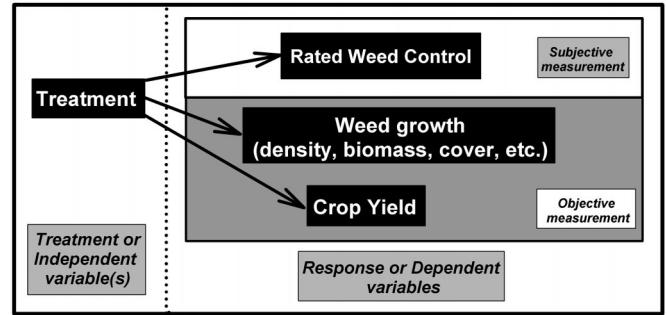 Treatment
Rated Weed Control
Subjective
measurement
Weed growth
(density, biomass, cover, etc.)
Crop Yield
Objective
measurement
Treatment or
Independent
variable(s)
Response or Dependent
variables